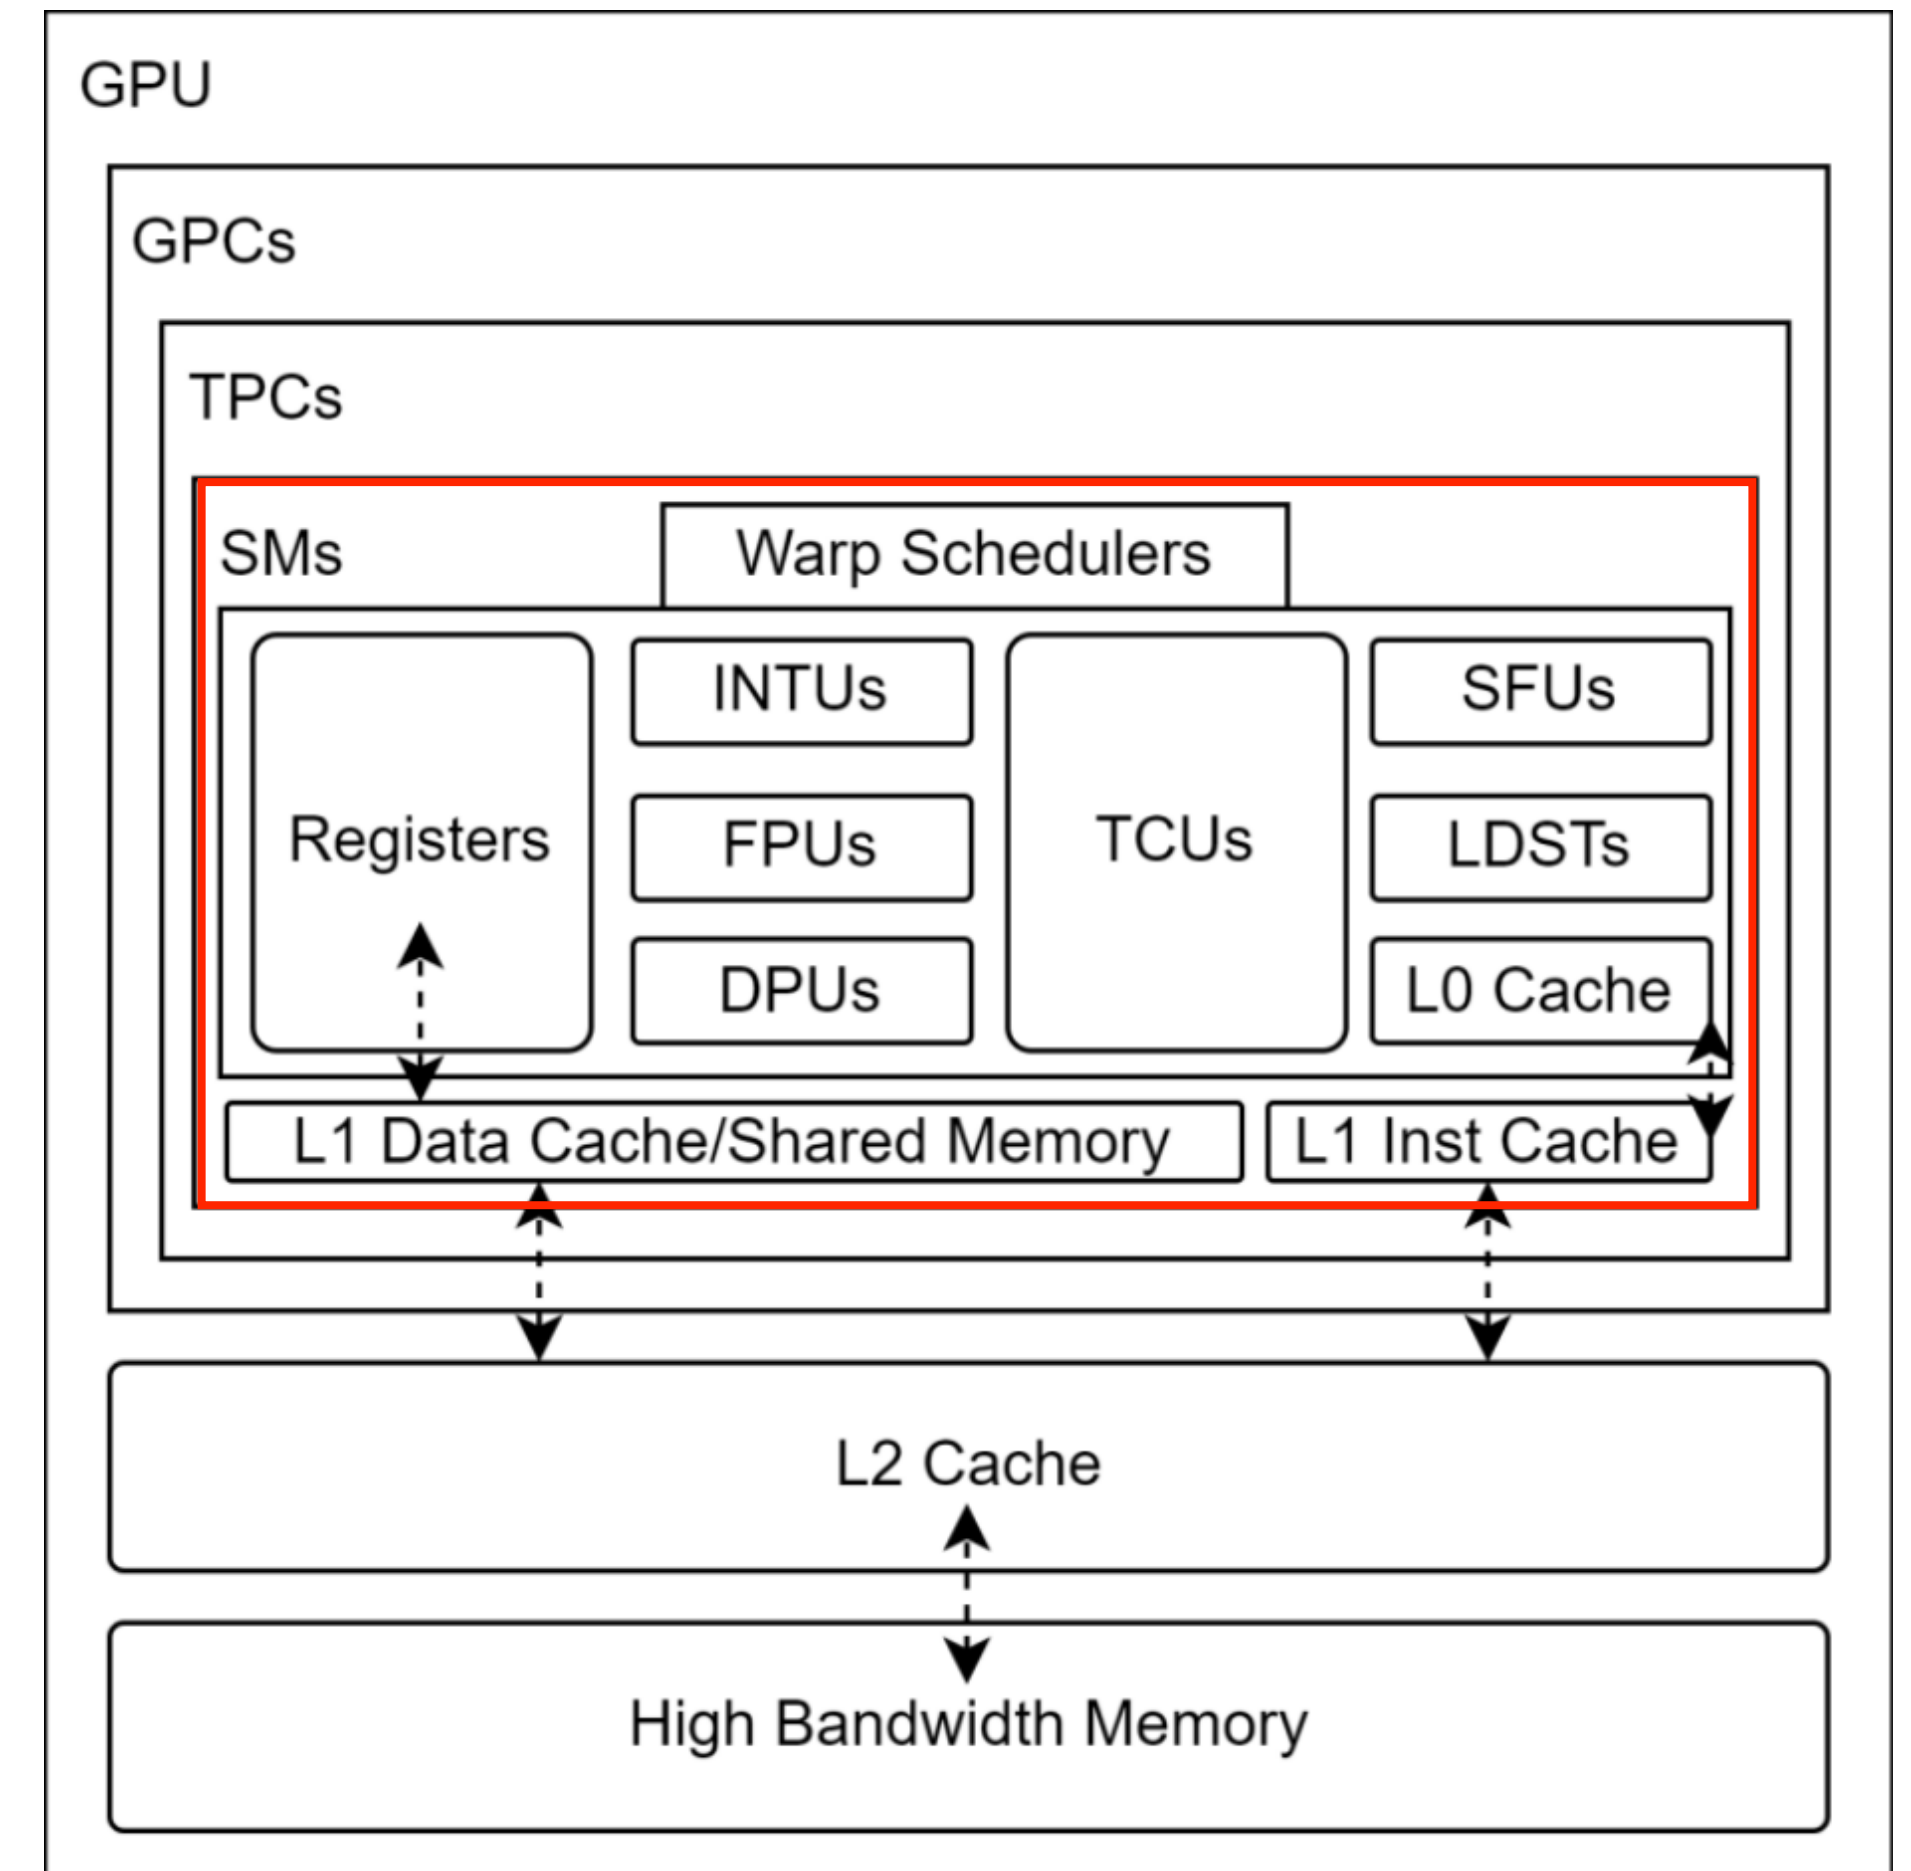 GPU
GPCs
TPCs
SMs
Warp Schedulers
Registers
INTUs
FPUs
DPUs
TCUs
SFUs
LDSTs
L0 Cache
L1 Data Cache/Shared Memory
L1 Inst Cache
L2 Cache
High Bandwidth Memory